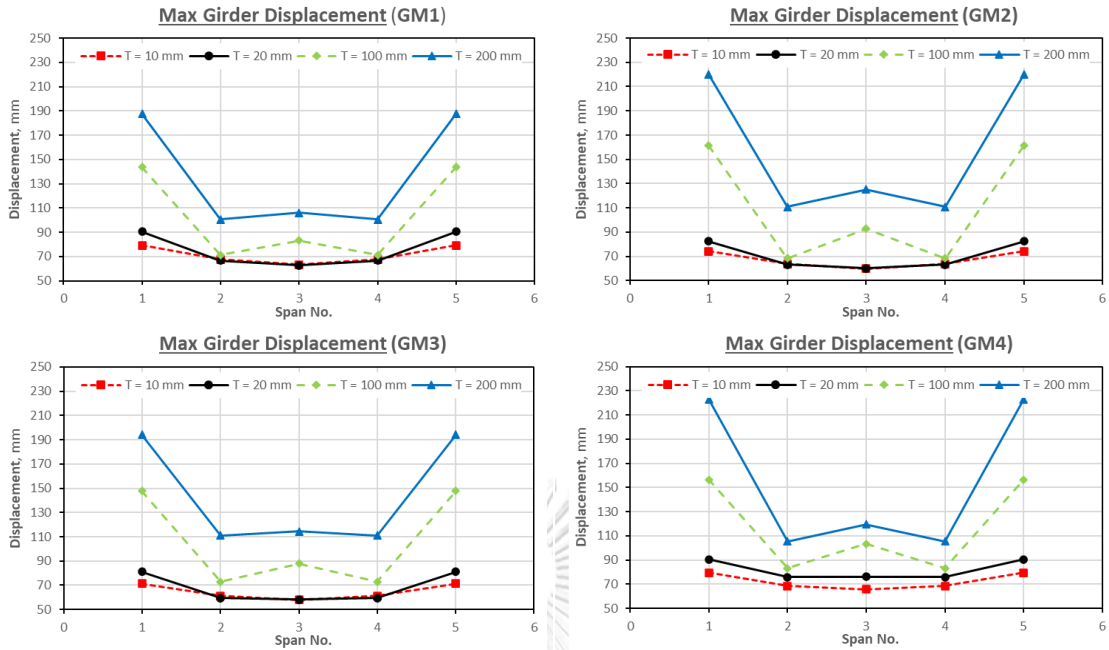 Max Girder Displacement (GM1)
250
230
210
190
170
150
130
110
90
70
50
Displacement, mm
T = 10 mm
T = 20 mm
T = 100 mm
T = 200 mm
0
1
2
3
4
5
6
Span No.
Max Girder Displacement (GM2)
250
230
210
190
170
150
130
110
90
70
50
Displacement, mm
T = 10 mm
T = 20 mm
T = 100 mm
T = 200 mm
0
1
2
3
4
5
6
Span No.
Max Girder Displacement (GM3)
250
230
210
190
170
150
130
110
90
70
50
Displacement, mm
T = 10 mm
T = 20 mm
T = 100 mm
T = 200 mm
0
1
2
3
4
5
6
Span No.
Max Girder Displacement (GM4)
250
230
210
190
170
150
130
110
90
70
50
Displacement, mm
T = 10 mm
T = 20 mm
T = 100 mm
T = 200 mm
0
1
2
3
4
5
6
Span No.